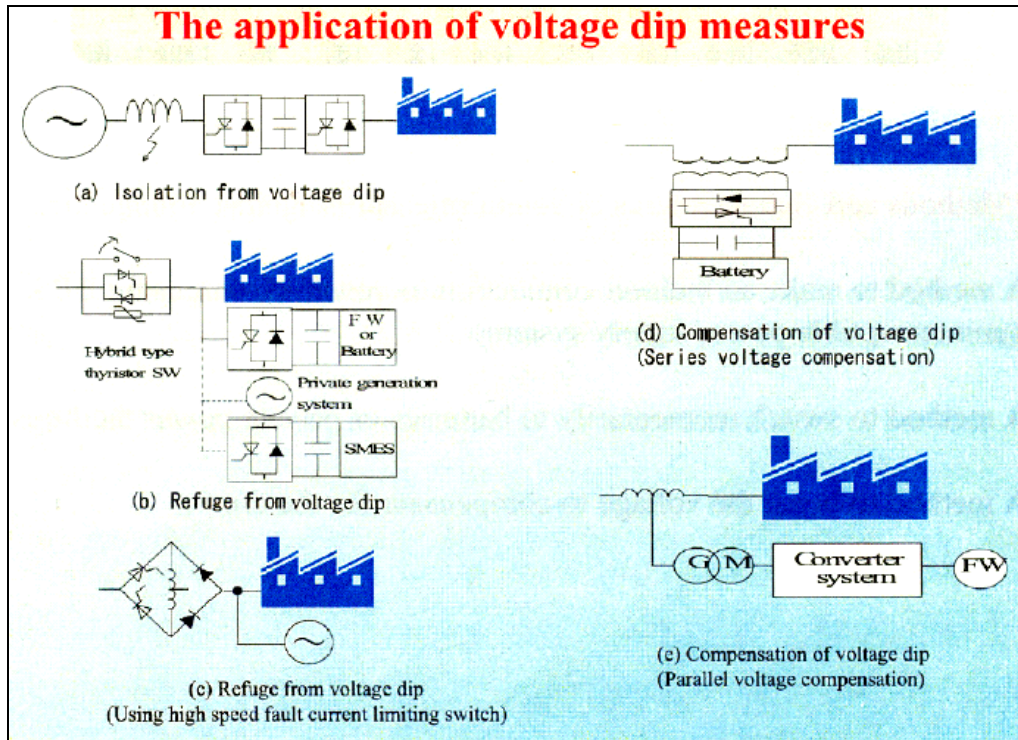 The application of voltage dip measures
~
(a) Isolation from voltage dip
Hybrid type
thyristor SW
F W
or
Battery
~
Private generation
system
SMES
(b) Refuge from voltage dip
~
(c) Refuge from voltage dip
(Using high speed fault current limiting switch)
Battery
(d) Compensation of voltage dip
(Series voltage compensation)
G M
Converter
system
FW
(e) Compensation of voltage dip
(Parallel voltage compensation)